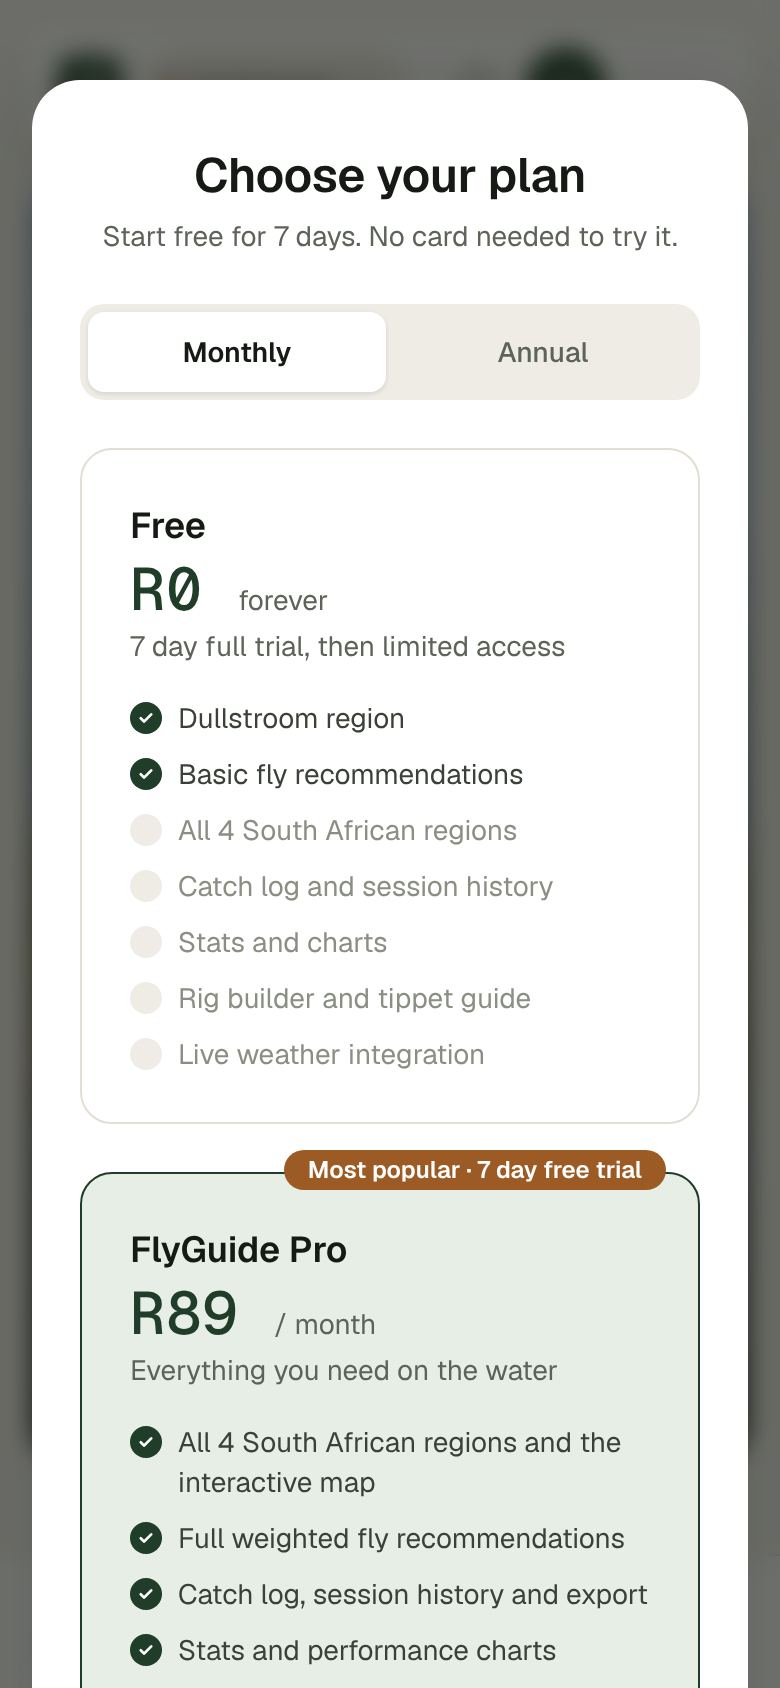 Choose your plan
Start free for 7 days. No card needed to try it.
Monthly
Annual
Free
R0 forever
7 day full trial, then limited access
Dullstroom region
Basic fly recommendations
All 4 South African regions
Catch log and session history
Stats and charts
Rig builder and tippet guide
Live weather integration
Most popular · 7 day free trial
FlyGuide Pro
R89 / month
Everything you need on the water
All 4 South African regions and the
interactive map
Full weighted fly recommendations
Catch log, session history and export
Stats and performance charts